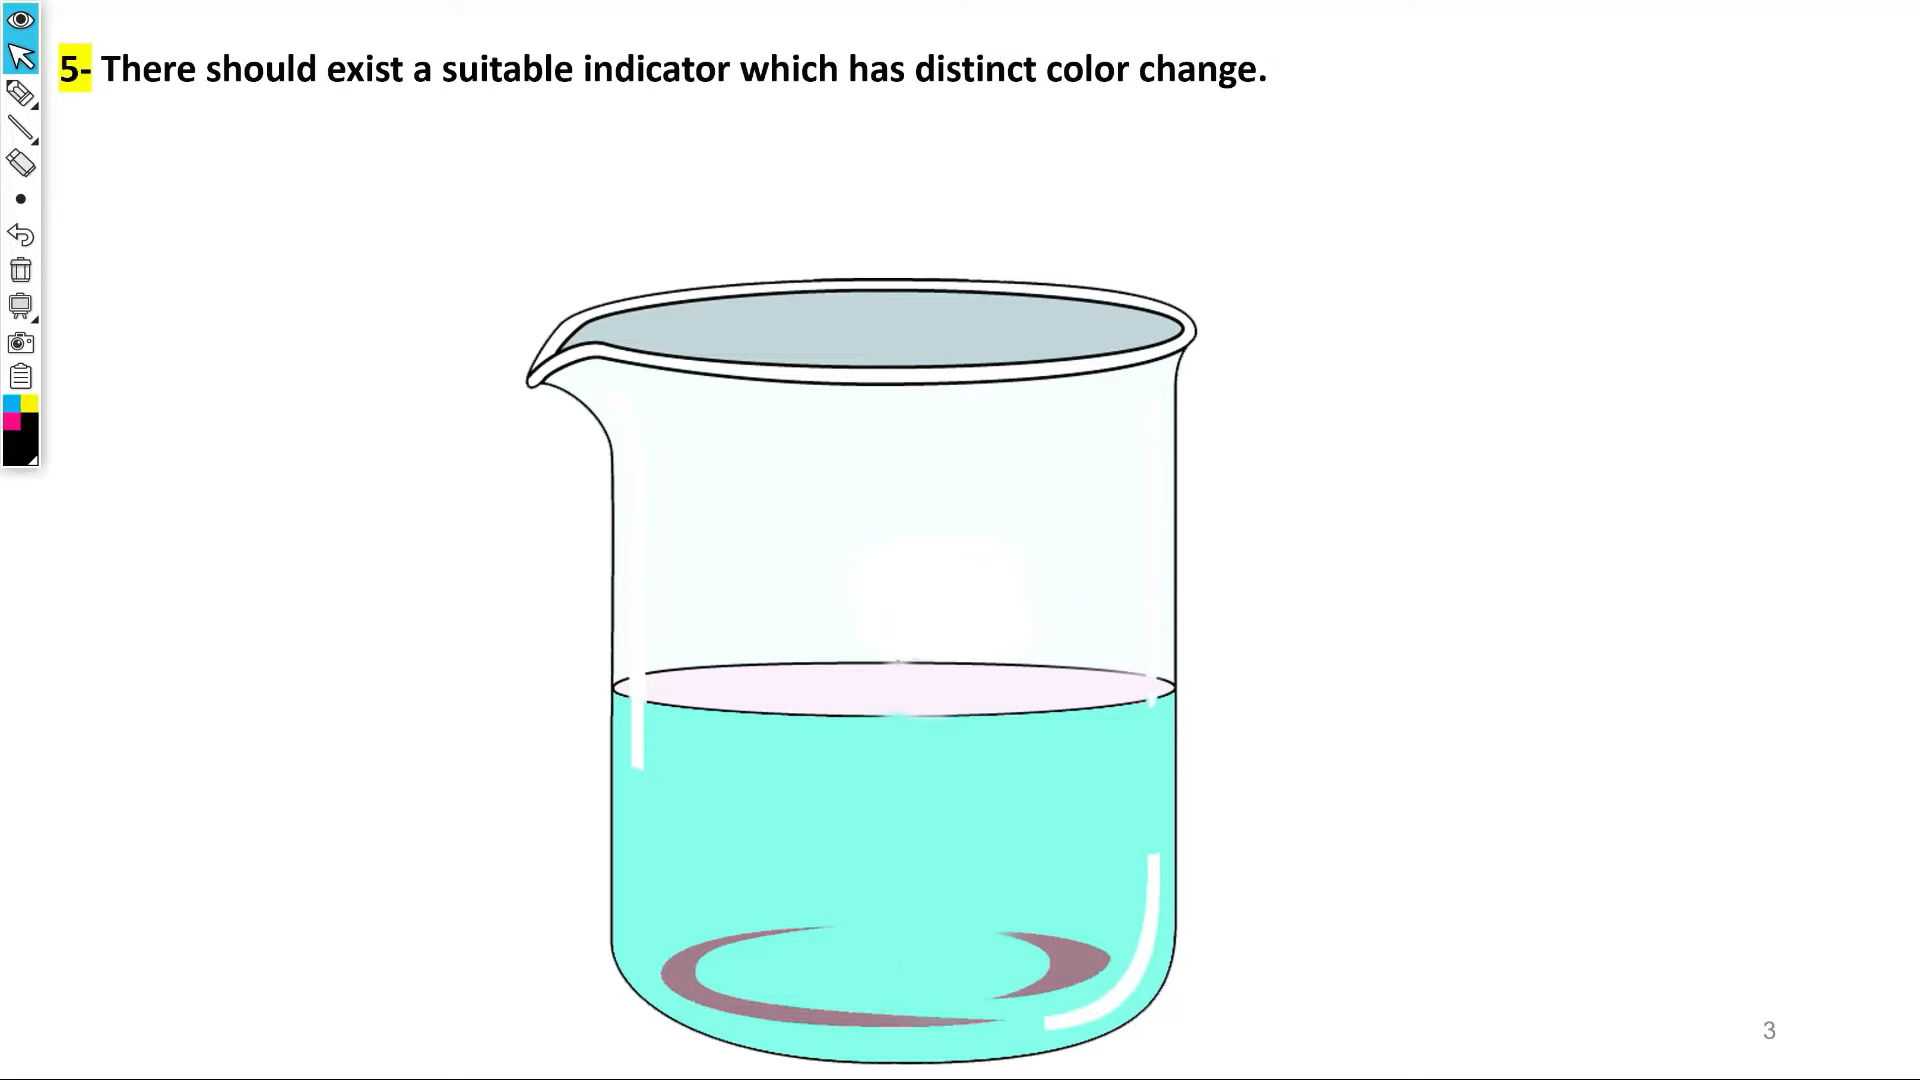 5- There should exist a suitable indicator which has distinct color change.
3